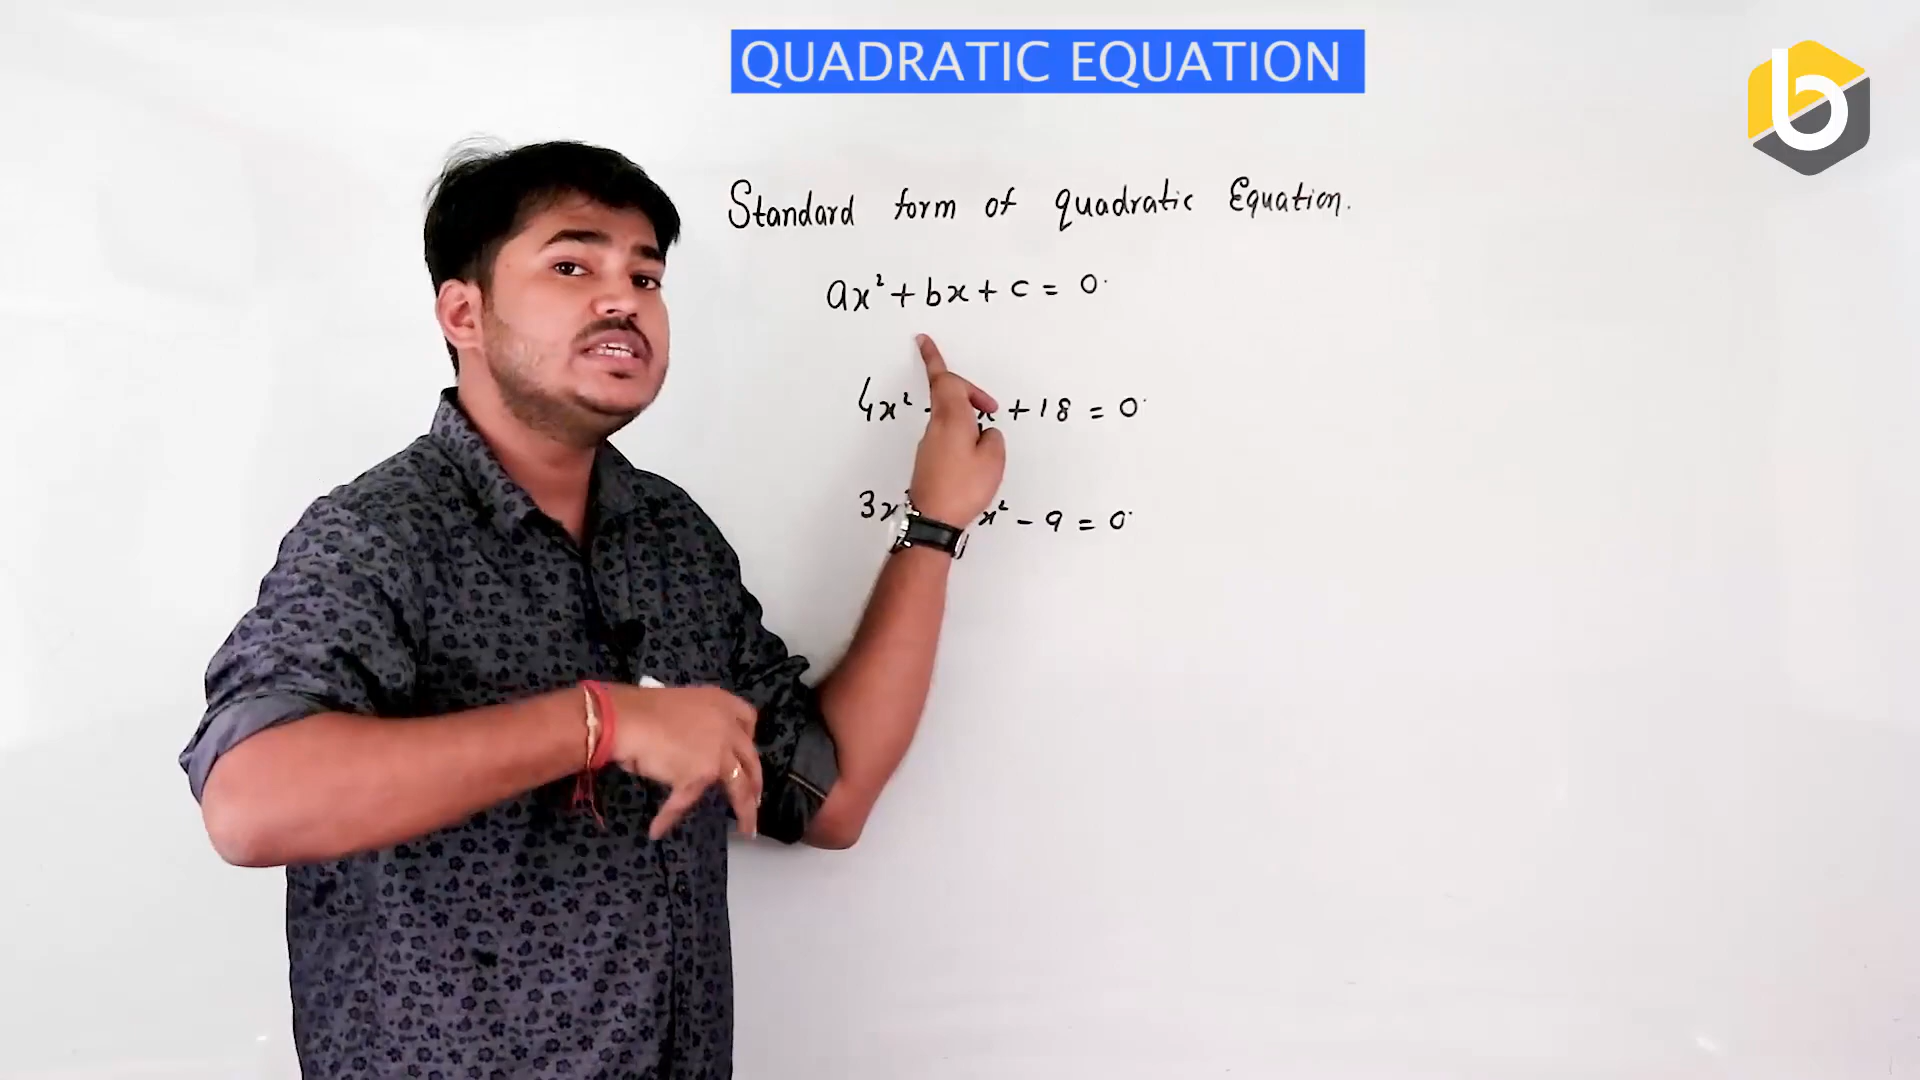 QUADRATIC EQUATION
b
Standard form of quadratic Equation.
ax² + bx + c = 0.
4x² x + 18 = 0.
3x x² - 9 = 0.